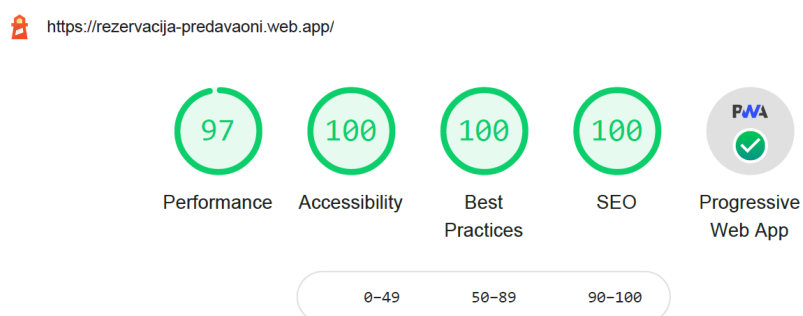 https://rezervacija-predavaoni.web.app/
97 100 100 100 PWA
Performance Accessibility Best Practices SEO Progressive Web App
0–49 50–89 90–100